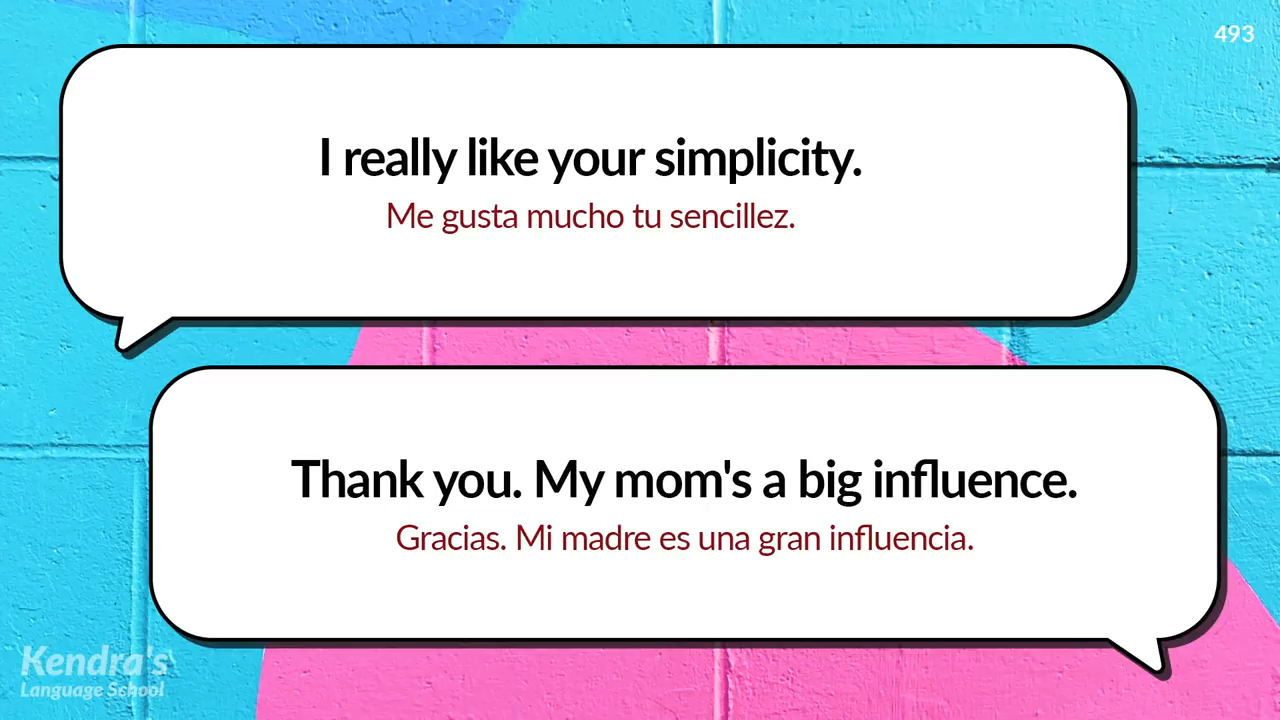 493
I really like your simplicity.
Me gusta mucho tu sencillez.
Thank you. My mom's a big influence.
Gracias. Mi madre es una gran influencia.
Kendra's
Language School